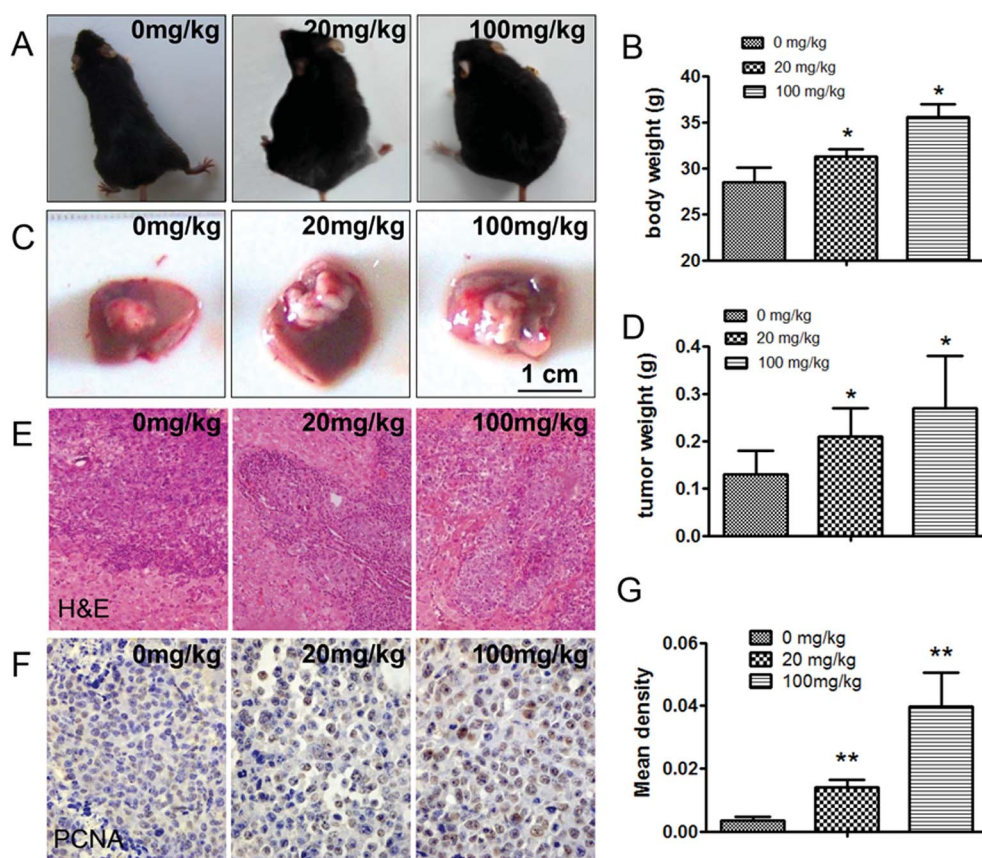 A
0mg/kg
20mg/kg
100mg/kg
B
0 mg/kg
20 mg/kg
100 mg/kg
body weight (g)
40
35
30
25
20
*
*
C
0mg/kg
20mg/kg
100mg/kg
1 cm
D
0 mg/kg
20 mg/kg
100 mg/kg
tumor weight (g)
0.4
0.3
0.2
0.1
0.0
*
*
E
0mg/kg
20mg/kg
100mg/kg
H&E
F
0mg/kg
20mg/kg
100mg/kg
PCNA
G
0 mg/kg
20 mg/kg
100mg/kg
Mean density
0.06
0.04
0.02
0.00
**
**